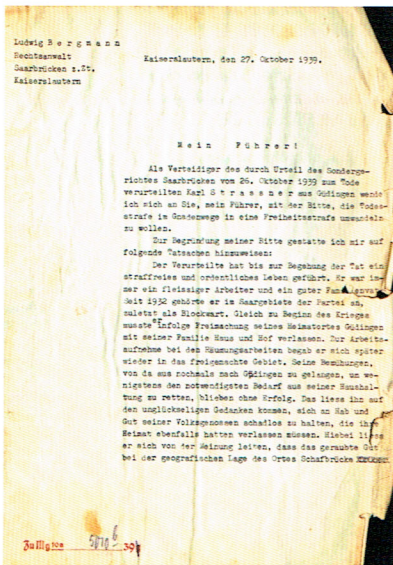 Ludwig B e r g m a n n
Rechtsanwalt
Saarbrücken z.Zt.
Kaiserslautern
Kaiserslautern, den 27. Oktober 1939.
M e i n   F ü h r e r !
Als Verteidiger des durch Urteil des Sonderge-
richtes Saarbrücken vom 26. Oktober 1939 zum Tode
verurteilten Karl S t r a s s n e r aus Güdingen wende
ich mich an Sie, mein Führer, mit der Bitte, die Todes-
strafe im Gnadenwege in eine Freiheitsstrafe umwandeln
zu wollen.
Zur Begründung meiner Bitte gestatte ich mir auf
folgende Tatsachen hinzuweisen:
Der Verurteilte hat bis zur Begehung der Tat ein
straffreies und ordentliches Leben geführt. Er war im-
mer ein fleissiger Arbeiter und ein guter
Seit 1932 gehörte er im Saargebiete der Partei an,
zuletzt als Blockwart. Gleich zu Beginn des Krieges
musste er infolge Freimachung seines Heimatortes Güdingen
mit seiner Familie Haus und Hof verlassen. Zur Arbeits-
aufnahme bei den Räumungsarbeiten begab er sich später
wieder in das freigemachte Gebiet. Seine Bemühungen,
von da aus nochmals nach Güdingen zu gelangen, um we-
nigstens den notwendigsten Bedarf aus seiner Haushal-
tung zu retten, blieben ohne Erfolg. Das liess ihn auf
den unglückseligen Gedanken kommen, sich an Hab und
Gut seiner Volksgenossen schadlos zu halten, die ihre
Heimat ebenfalls hatten verlassen müssen. Hiebei liess
er sich von der Meinung leiten, dass das geraubte Gut
bei der geografischen Lage des Ortes Schafbrücke